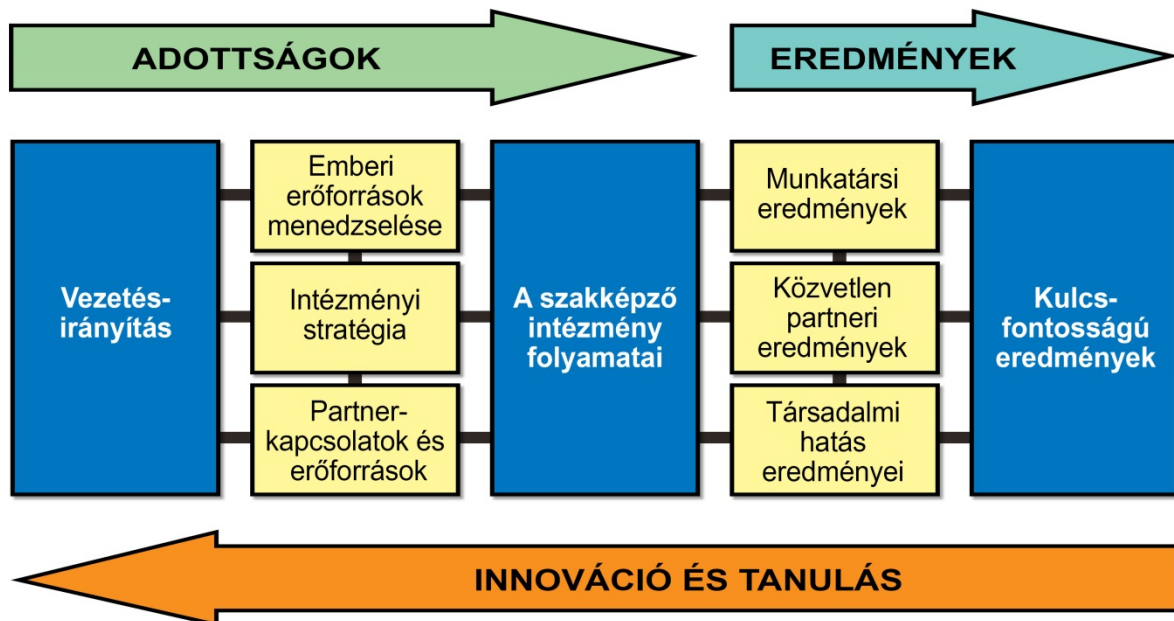 ADOTTSÁGOK
EREDMÉNYEK
Vezetés-
irányítás
Emberi
erőforrások
menedzselése
Intézményi
stratégia
Partner-
kapcsolatok és
erőforrások
A szakképző
intézmény
folyamatai
Munkatársi
eredmények
Közvetlen
partneri
eredmények
Társadalmi
hatás
eredményei
Kulcs-
fontosságú
eredmények
INNOVÁCIÓ ÉS TANULÁS